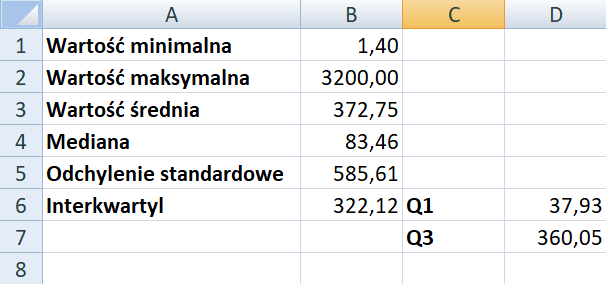 A B C D
1 Wartość minimalna 1,40
2 Wartość maksymalna 3200,00
3 Wartość średnia 372,75
4 Mediana 83,46
5 Odchylenie standardowe 585,61
6 Interkwartyl 322,12 Q1 37,93
7 Q3 360,05
8